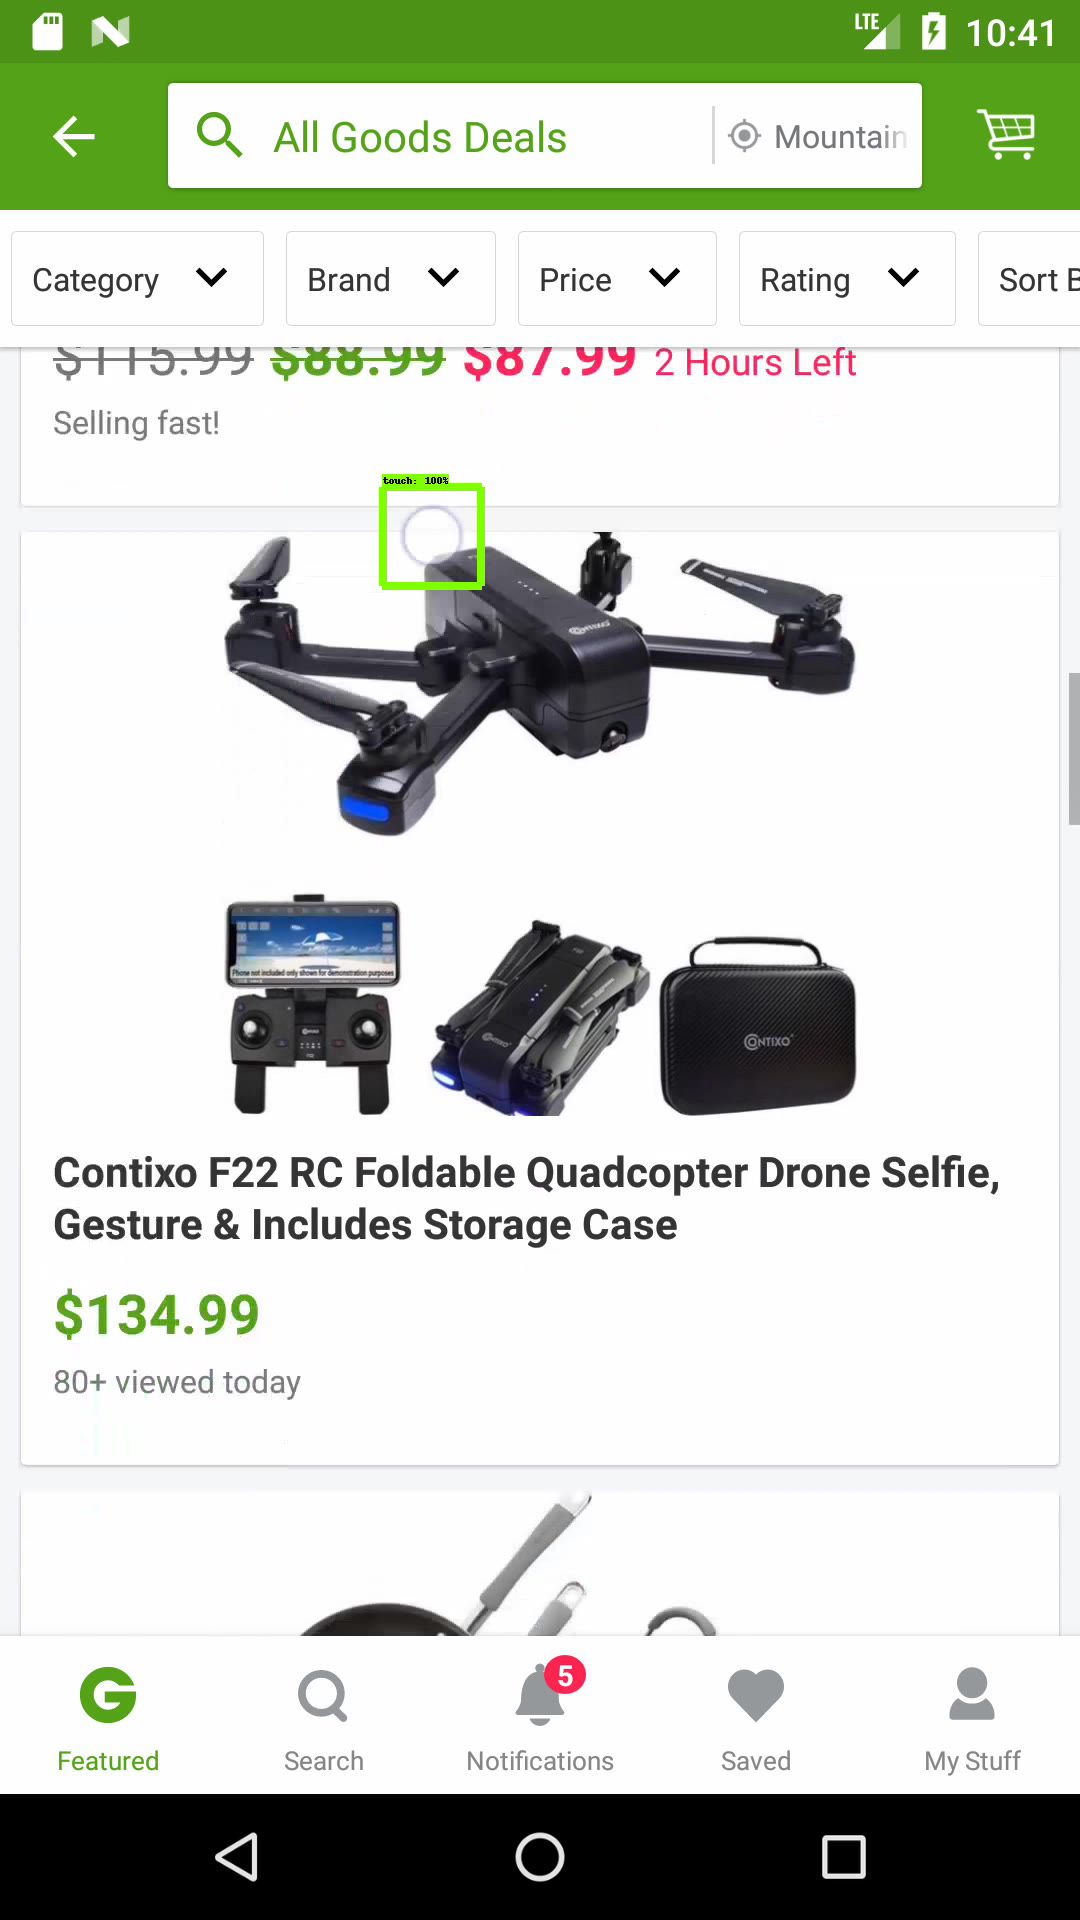 LTE 10:41
All Goods Deals Mountain
Category Brand Price Rating Sort B
$115.99 $88.99 $87.99 2 Hours Left
Selling fast!
touch: 100%
CONTIXO
Phone not included only shown for demonstration purposes
CONTIXO
Contixo F22 RC Foldable Quadcopter Drone Selfie,
Gesture & Includes Storage Case
$134.99
80+ viewed today
5
Featured Search Notifications Saved My Stuff